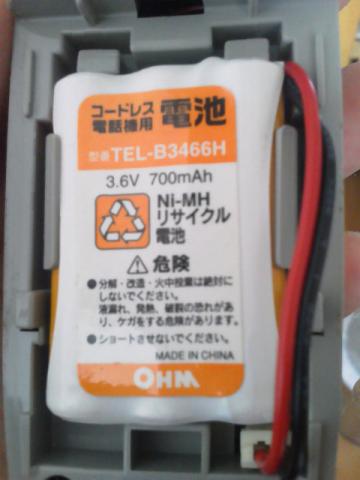 コードレス
電話機用 電池
型番 TEL-B3466H
3.6V 700mAh
Ni-MH
リサイクル
電池
⚠危険
●分解・改造・火中投棄は絶対に
しないでください。
液漏れ、発熱、破裂の恐れがあ
り、ケガをする危険があります。
●ショートさせないでください。
MADE IN CHINA
OHM